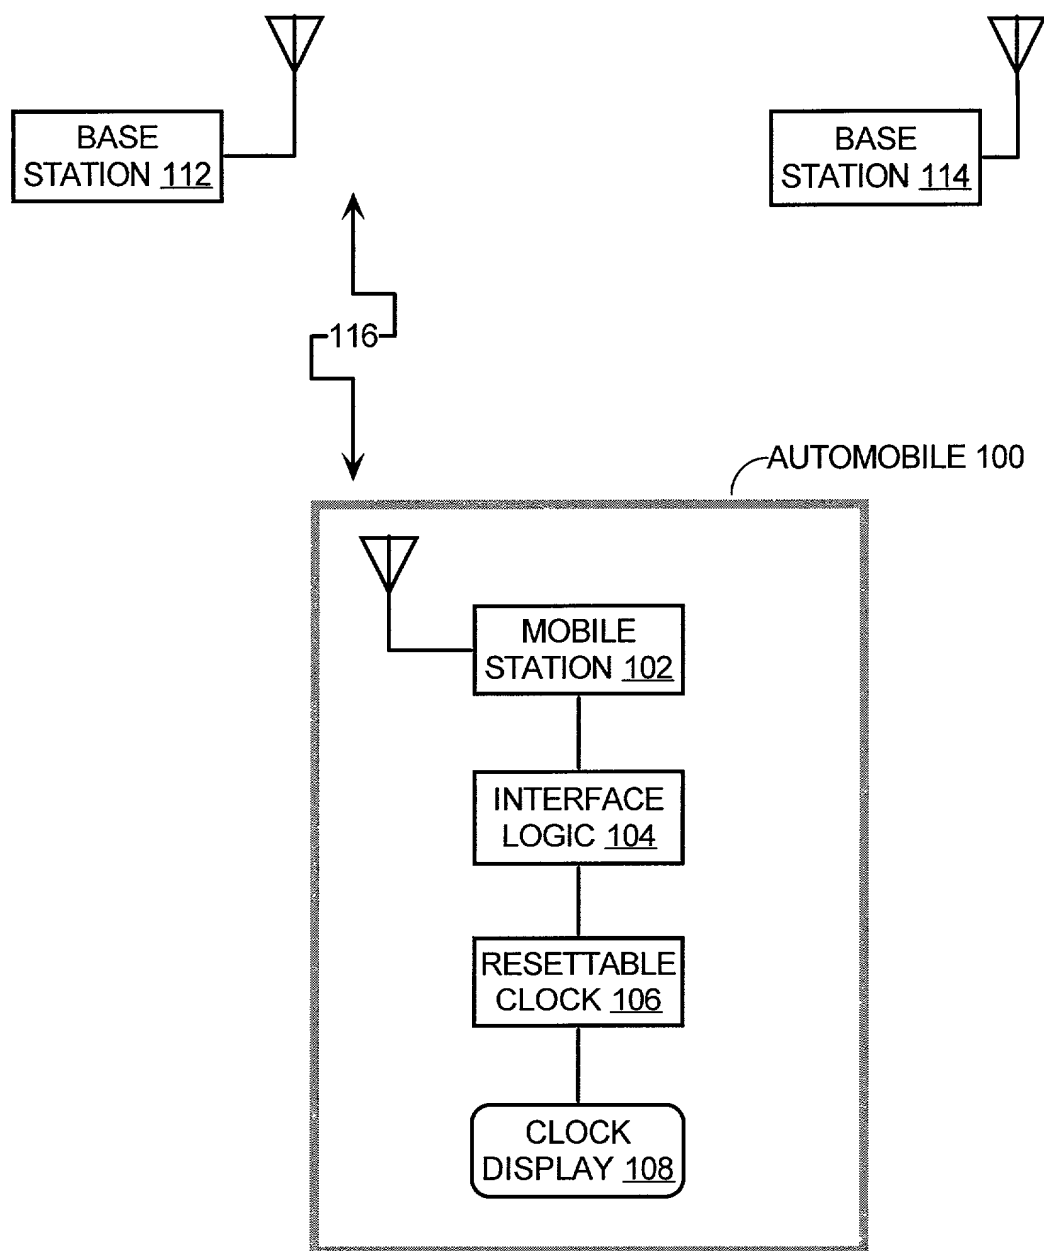 BASE
STATION 112
BASE
STATION 114
116
AUTOMOBILE 100
MOBILE
STATION 102
INTERFACE
LOGIC 104
RESETTABLE
CLOCK 106
CLOCK
DISPLAY 108